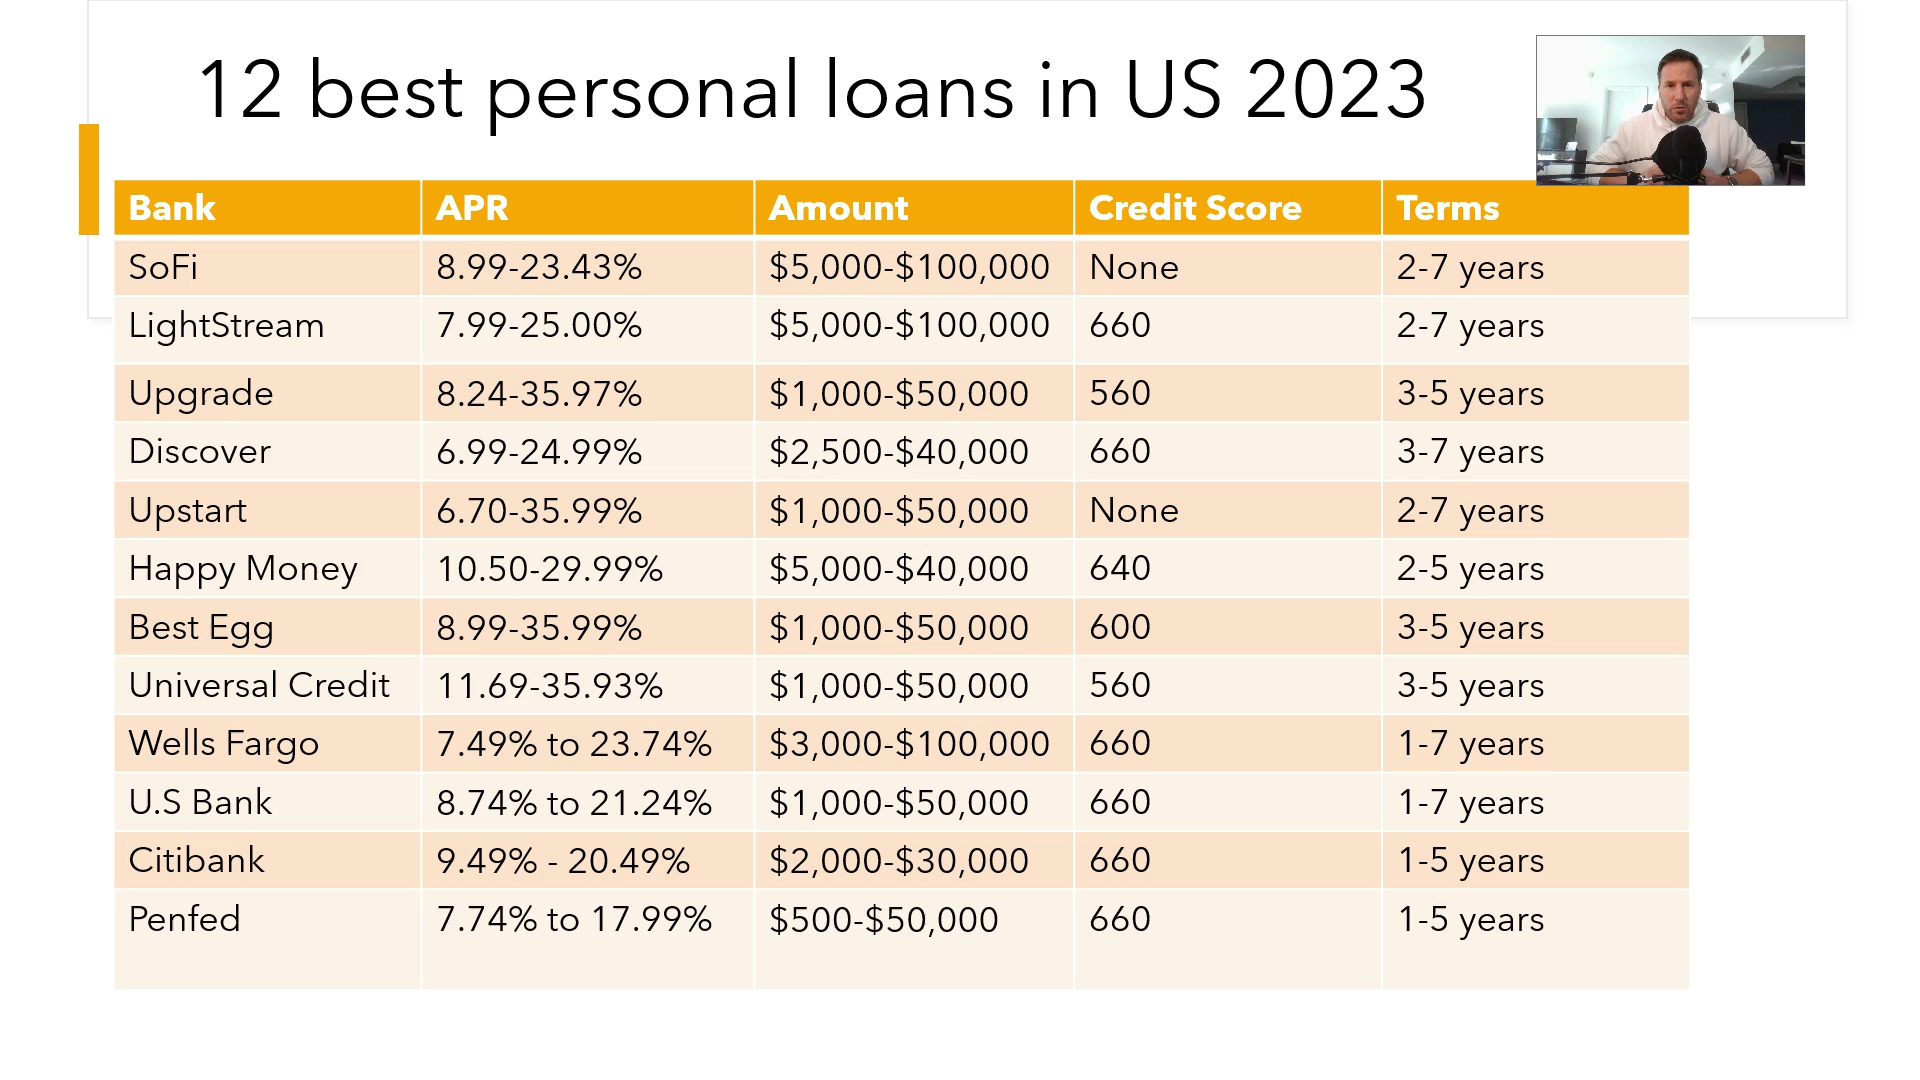 12 best personal loans in US 2023
Bank APR Amount Credit Score Terms
SoFi 8.99-23.43% $5,000-$100,000 None 2-7 years
LightStream 7.99-25.00% $5,000-$100,000 660 2-7 years
Upgrade 8.24-35.97% $1,000-$50,000 560 3-5 years
Discover 6.99-24.99% $2,500-$40,000 660 3-7 years
Upstart 6.70-35.99% $1,000-$50,000 None 2-7 years
Happy Money 10.50-29.99% $5,000-$40,000 640 2-5 years
Best Egg 8.99-35.99% $1,000-$50,000 600 3-5 years
Universal Credit 11.69-35.93% $1,000-$50,000 560 3-5 years
Wells Fargo 7.49% to 23.74% $3,000-$100,000 660 1-7 years
U.S Bank 8.74% to 21.24% $1,000-$50,000 660 1-7 years
Citibank 9.49% - 20.49% $2,000-$30,000 660 1-5 years
Penfed 7.74% to 17.99% $500-$50,000 660 1-5 years